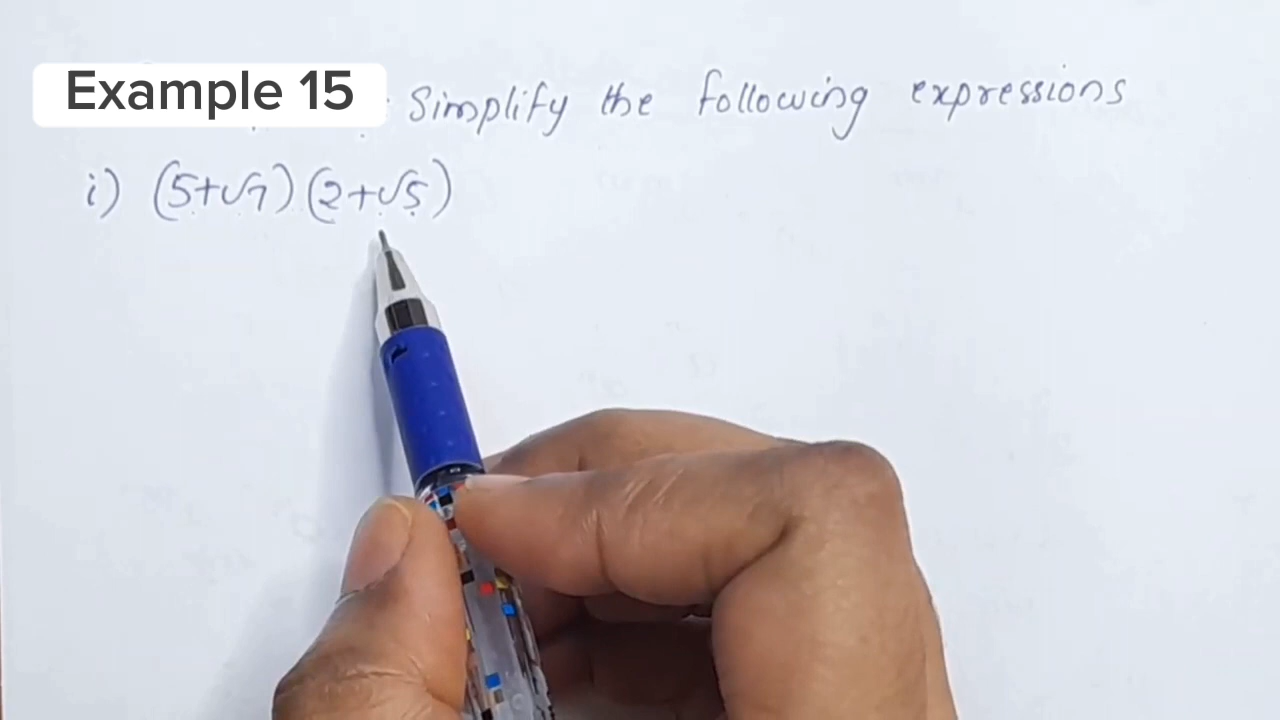 Example 15 : Simplify the following expressions
i) (5+√7)(2+√5)